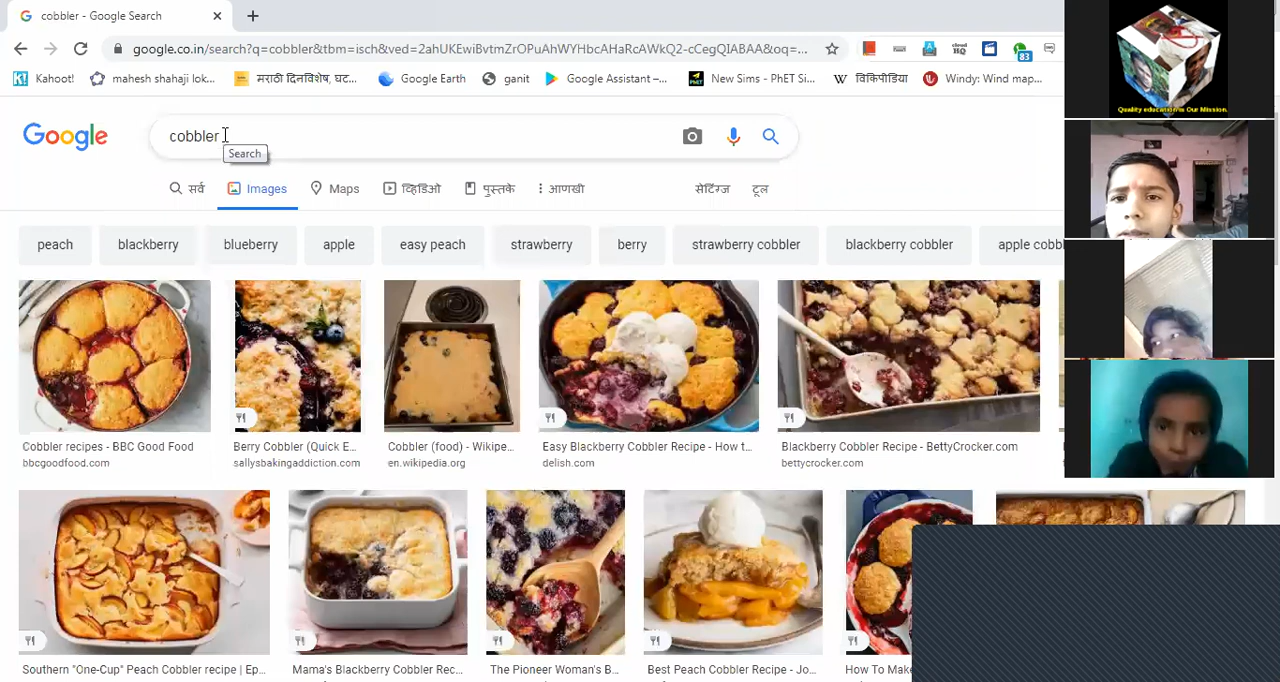 cobbler - Google Search
google.co.in/search?q=cobbler&tbm=isch&ved=2ahUKEwiBvtmZrOPuAhWYHbcAHaRcAWkQ2-cCegQIABAA&oq=...
83
Kahoot!
mahesh shahaji lok...
मराठी दिनविशेष, घट...
Google Earth
ganit
Google Assistant –...
New Sims - PhET Si...
विकिपीडिया
Windy: Wind map...
Quality education is Our Mission.
Google
cobbler
Search
सर्व
Images
Maps
व्हिडिओ
पुस्तके
आणखी
सेटिंग्ज
टूल
peach
blackberry
blueberry
apple
easy peach
strawberry
berry
strawberry cobbler
blackberry cobbler
apple cobb
Cobbler recipes - BBC Good Food
bbcgoodfood.com
Berry Cobbler (Quick E...
sallysbakingaddiction.com
Cobbler (food) - Wikipe...
en.wikipedia.org
Easy Blackberry Cobbler Recipe - How t...
delish.com
Blackberry Cobbler Recipe - BettyCrocker.com
bettycrocker.com
Southern "One-Cup" Peach Cobbler recipe | Ep...
Mama's Blackberry Cobbler Rec...
The Pioneer Woman's B...
Best Peach Cobbler Recipe - Jo...
How To Make